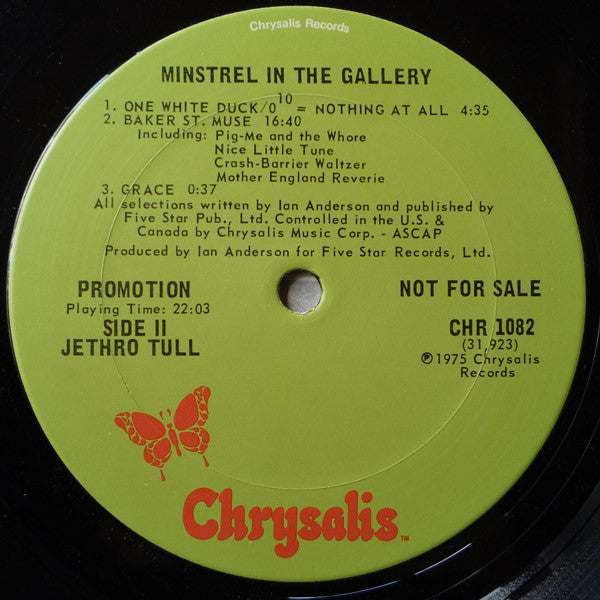 Chrysalis Records
MINSTREL IN THE GALLERY
1. ONE WHITE DUCK/0¹⁰ = NOTHING AT ALL 4:35
2. BAKER ST. MUSE 16:40
Including: Pig-Me and the Whore
Nice Little Tune
Crash-Barrier Waltzer
Mother England Reverie
3. GRACE 0:37
All selections written by Ian Anderson and published by
Five Star Pub., Ltd. Controlled in the U.S. &
Canada by Chrysalis Music Corp. - ASCAP
Produced by Ian Anderson for Five Star Records, Ltd.
PROMOTION
Playing Time: 22:03
SIDE II
JETHRO TULL
NOT FOR SALE
CHR 1082
(31,923)
℗1975 Chrysalis
Records
Chrysalis™